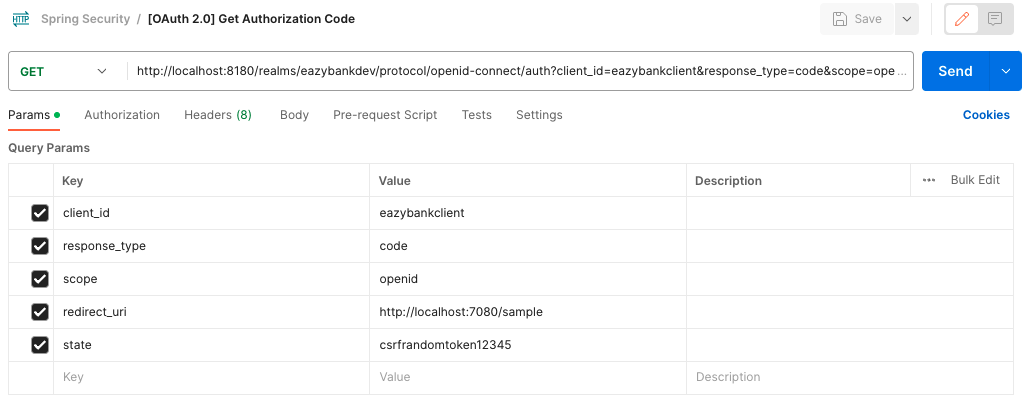 HTTP Spring Security / [OAuth 2.0] Get Authorization Code Save
GET http://localhost:8180/realms/eazybankdev/protocol/openid-connect/auth?client_id=eazybankclient&response_type=code&scope=ope ... Send
Params Authorization Headers (8) Body Pre-request Script Tests Settings Cookies
Query Params
Key Value Description ••• Bulk Edit
client_id eazybankclient
response_type code
scope openid
redirect_uri http://localhost:7080/sample
state csrfrandomtoken12345
Key Value Description